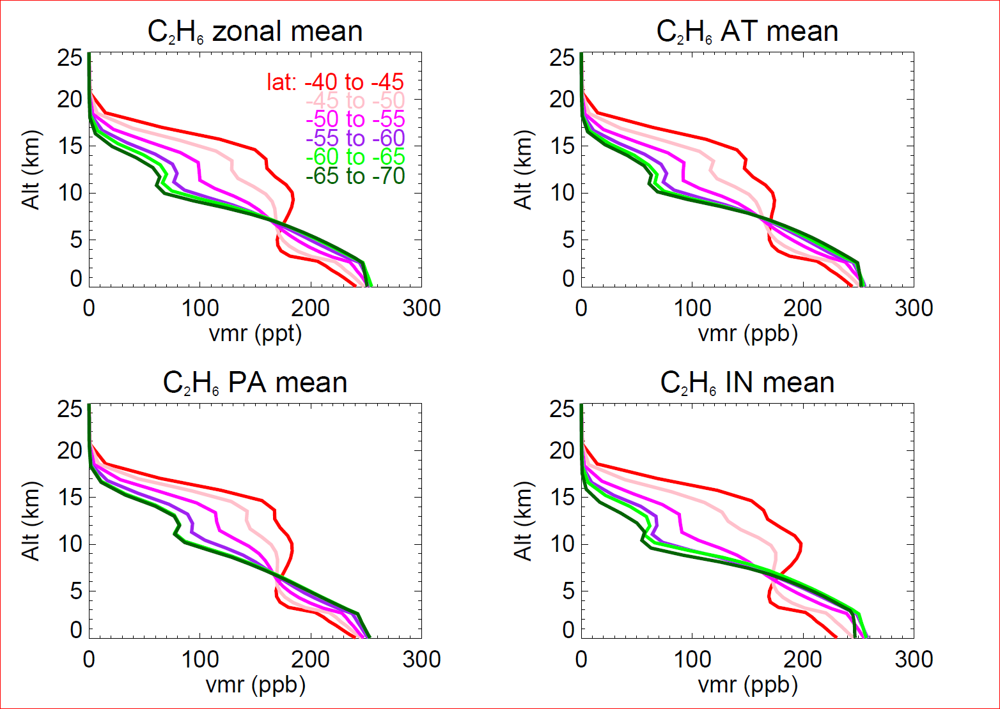 C₂H₆ zonal mean
25
20
15
10
5
0
Alt (km)
lat: -40 to -45
-45 to -50
-50 to -55
-55 to -60
-60 to -65
-65 to -70
0 100 200 300
vmr (ppt)
C₂H₆ AT mean
25
20
15
10
5
0
Alt (km)
0 100 200 300
vmr (ppb)
C₂H₆ PA mean
25
20
15
10
5
0
Alt (km)
0 100 200 300
vmr (ppb)
C₂H₆ IN mean
25
20
15
10
5
0
Alt (km)
0 100 200 300
vmr (ppb)